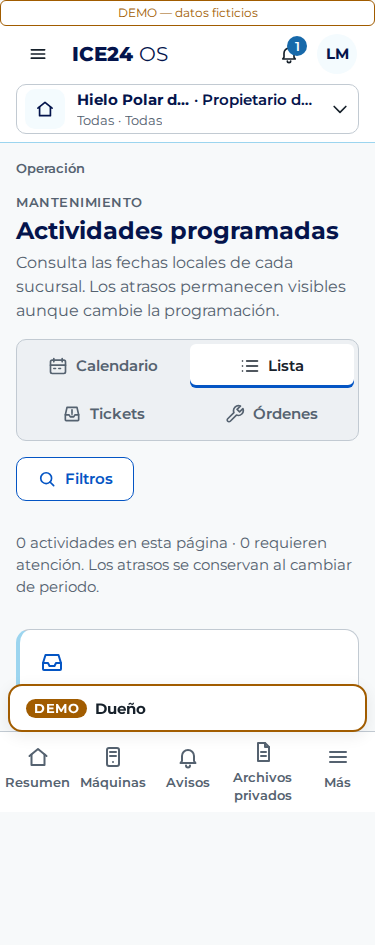 DEMO — datos ficticios
ICE24 OS
1
LM
Hielo Polar d... · Propietario d...
Todas · Todas
Operación
MANTENIMIENTO
Actividades programadas
Consulta las fechas locales de cada
sucursal. Los atrasos permanecen visibles
aunque cambie la programación.
Calendario
Lista
Tickets
Órdenes
Filtros
0 actividades en esta página · 0 requieren
atención. Los atrasos se conservan al cambiar
de periodo.
DEMO Dueño
Resumen
Máquinas
Avisos
Archivos
privados
Más